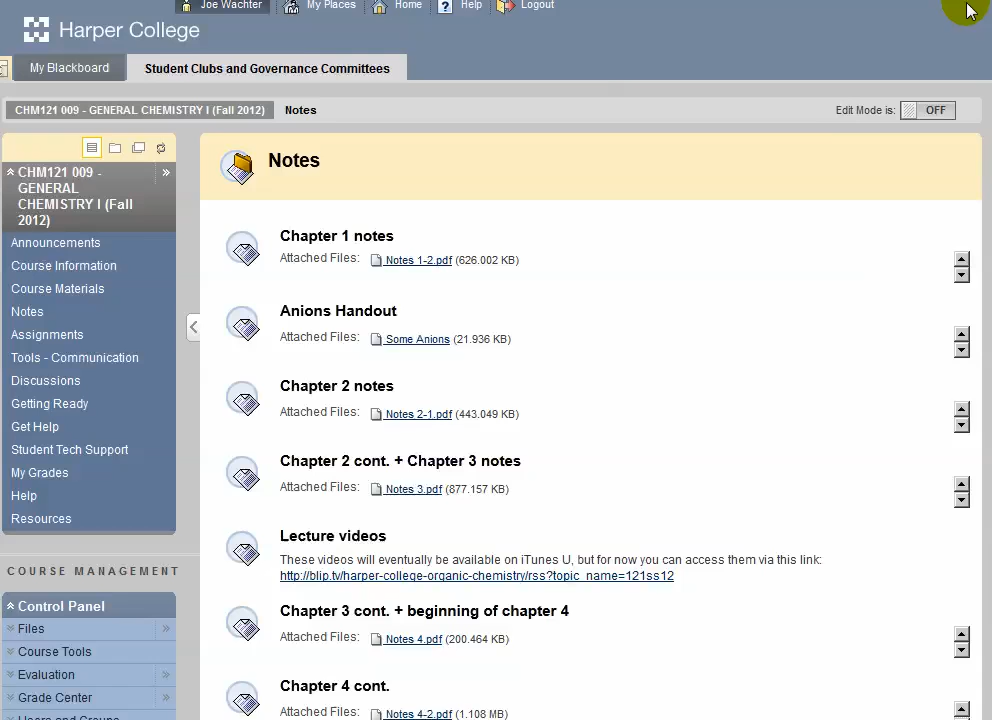 Joe Wachter My Places Home Help Logout
Harper College
My Blackboard Student Clubs and Governance Committees
CHM121 009 - GENERAL CHEMISTRY I (Fall 2012) Notes Edit Mode is: OFF
CHM121 009 -
GENERAL
CHEMISTRY I (Fall
2012)
Announcements
Course Information
Course Materials
Notes
Assignments
Tools - Communication
Discussions
Getting Ready
Get Help
Student Tech Support
My Grades
Help
Resources
COURSE MANAGEMENT
Control Panel
Files
Course Tools
Evaluation
Grade Center
Users and Groups
Notes
Chapter 1 notes
Attached Files: Notes 1-2.pdf (626.002 KB)
Anions Handout
Attached Files: Some Anions (21.936 KB)
Chapter 2 notes
Attached Files: Notes 2-1.pdf (443.049 KB)
Chapter 2 cont. + Chapter 3 notes
Attached Files: Notes 3.pdf (877.157 KB)
Lecture videos
These videos will eventually be available on iTunes U, but for now you can access them via this link:
http://blip.tv/harper-college-organic-chemistry/rss?topic_name=121ss12
Chapter 3 cont. + beginning of chapter 4
Attached Files: Notes 4.pdf (200.464 KB)
Chapter 4 cont.
Attached Files: Notes 4-2.pdf (1.108 MB)